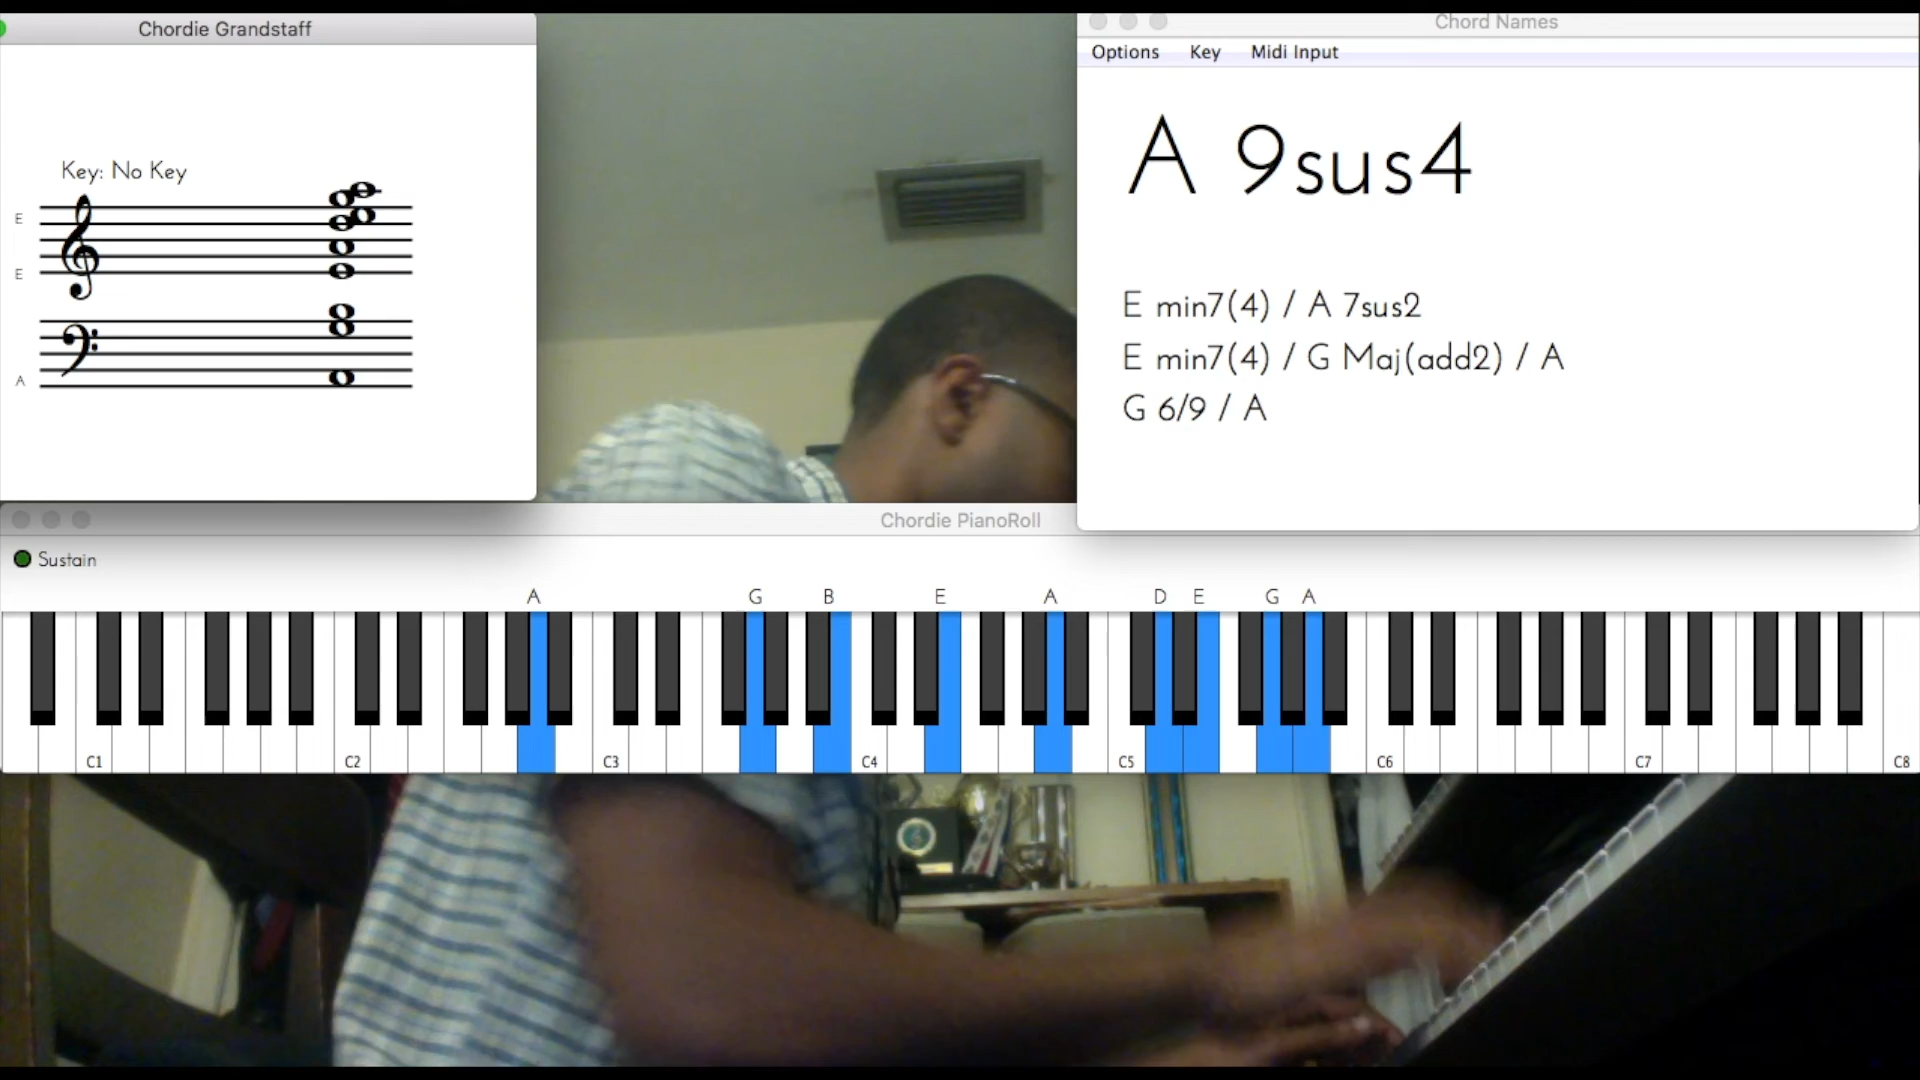 Chordie Grandstaff
Key: No Key
E
E
A
Chord Names
Options Key Midi Input
A 9sus4
E min7(4) / A 7sus2
E min7(4) / G Maj(add2) / A
G 6/9 / A
Chordie PianoRoll
Sustain
A G B E A D E G A
C1 C2 C3 C4 C5 C6 C7 C8